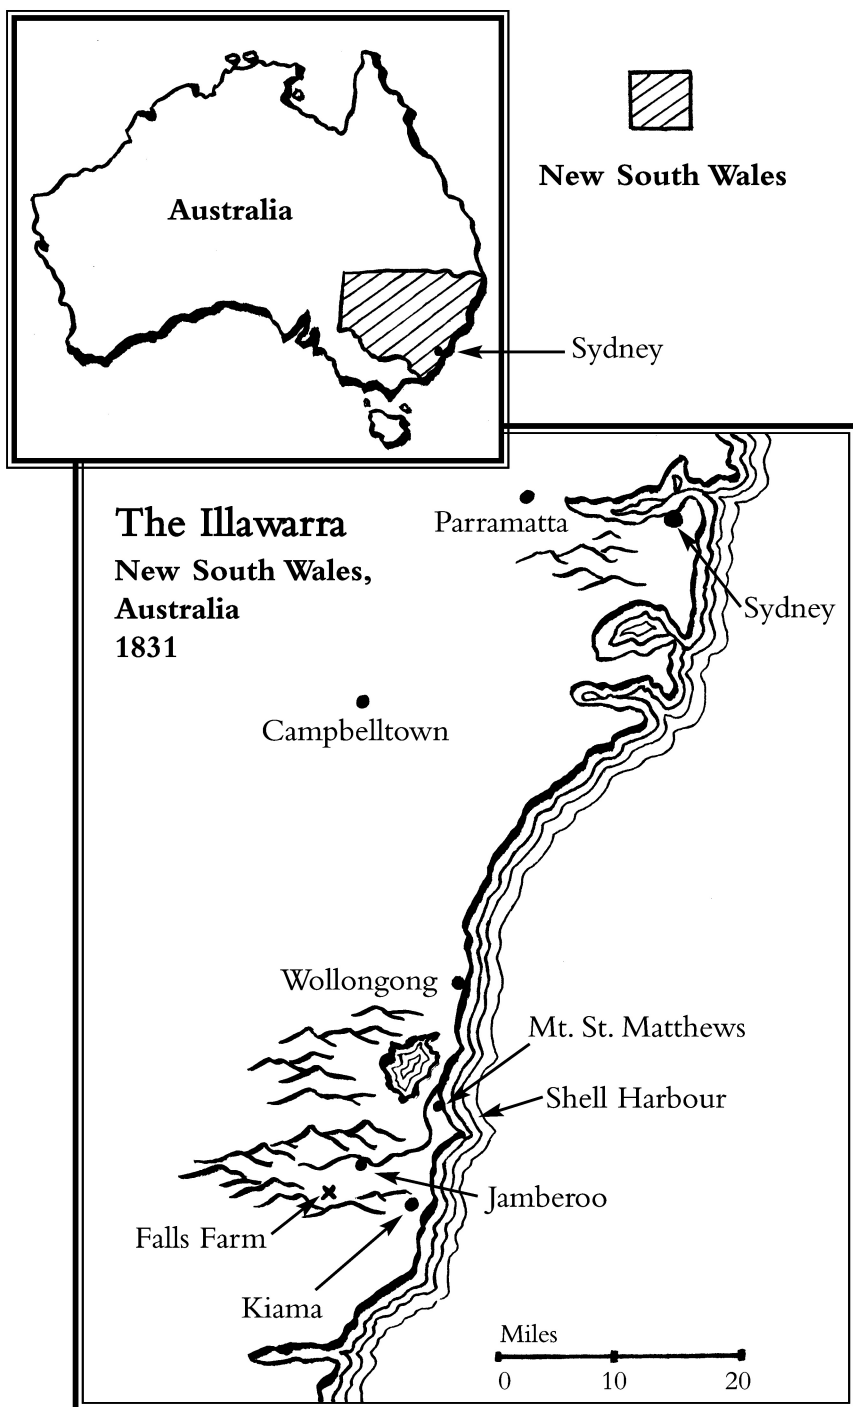 Australia
New South Wales
Sydney
The Illawarra
New South Wales,
Australia
1831
Parramatta
Sydney
Campbelltown
Wollongong
Mt. St. Matthews
Shell Harbour
Jamberoo
Falls Farm
Kiama
Miles
0 10 20